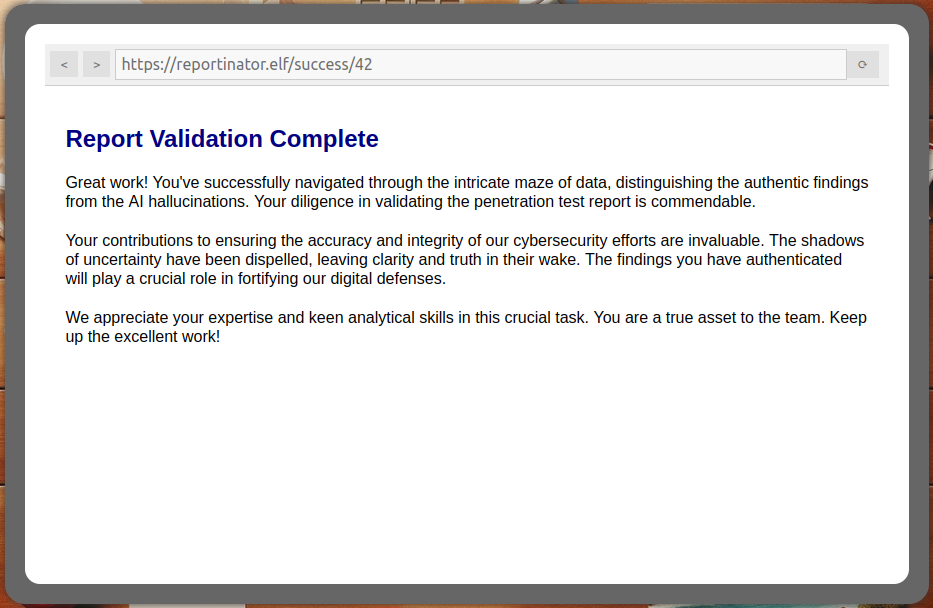 < > https://reportinator.elf/success/42 ⟳
Report Validation Complete
Great work! You've successfully navigated through the intricate maze of data, distinguishing the authentic findings
from the AI hallucinations. Your diligence in validating the penetration test report is commendable.
Your contributions to ensuring the accuracy and integrity of our cybersecurity efforts are invaluable. The shadows
of uncertainty have been dispelled, leaving clarity and truth in their wake. The findings you have authenticated
will play a crucial role in fortifying our digital defenses.
We appreciate your expertise and keen analytical skills in this crucial task. You are a true asset to the team. Keep
up the excellent work!